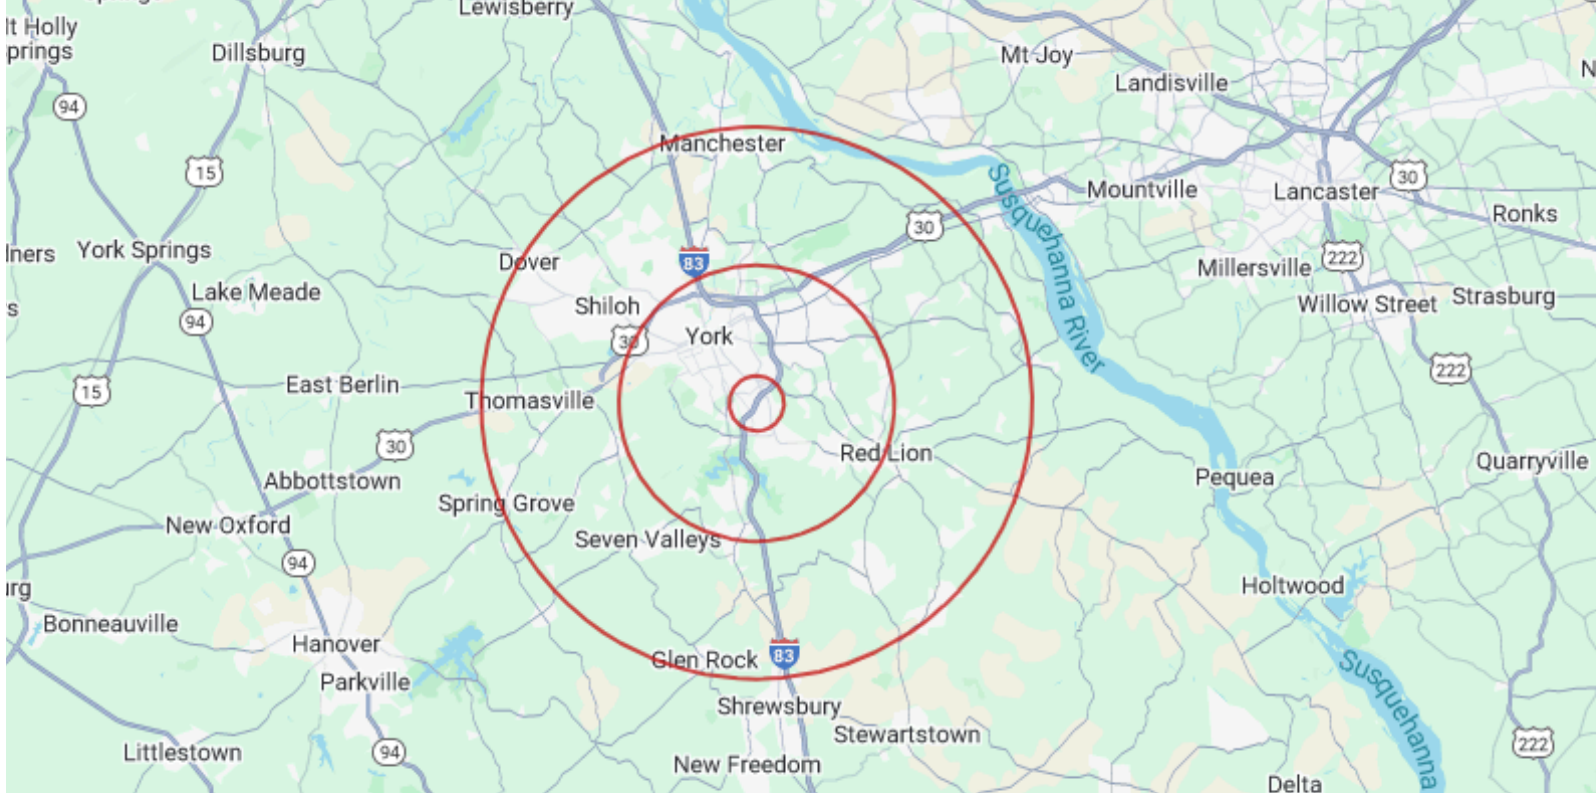 Lewisberry
Mt Holly
Springs
Dillsburg
Mt Joy
Landisville
94
15
Manchester
Susquehanna River
Mountville
Lancaster
30
Ronks
30
York Springs
Dover
83
Millersville
222
Lake Meade
Shiloh
Willow Street
Strasburg
94
York
30
East Berlin
15
Thomasville
222
30
Red Lion
Abbottstown
Spring Grove
Pequea
Quarryville
New Oxford
Seven Valleys
94
Holtwood
Bonneauville
Hanover
Glen Rock
83
Parkville
Susquehanna
Shrewsbury
Stewartstown
Littlestown
94
222
New Freedom
Delta